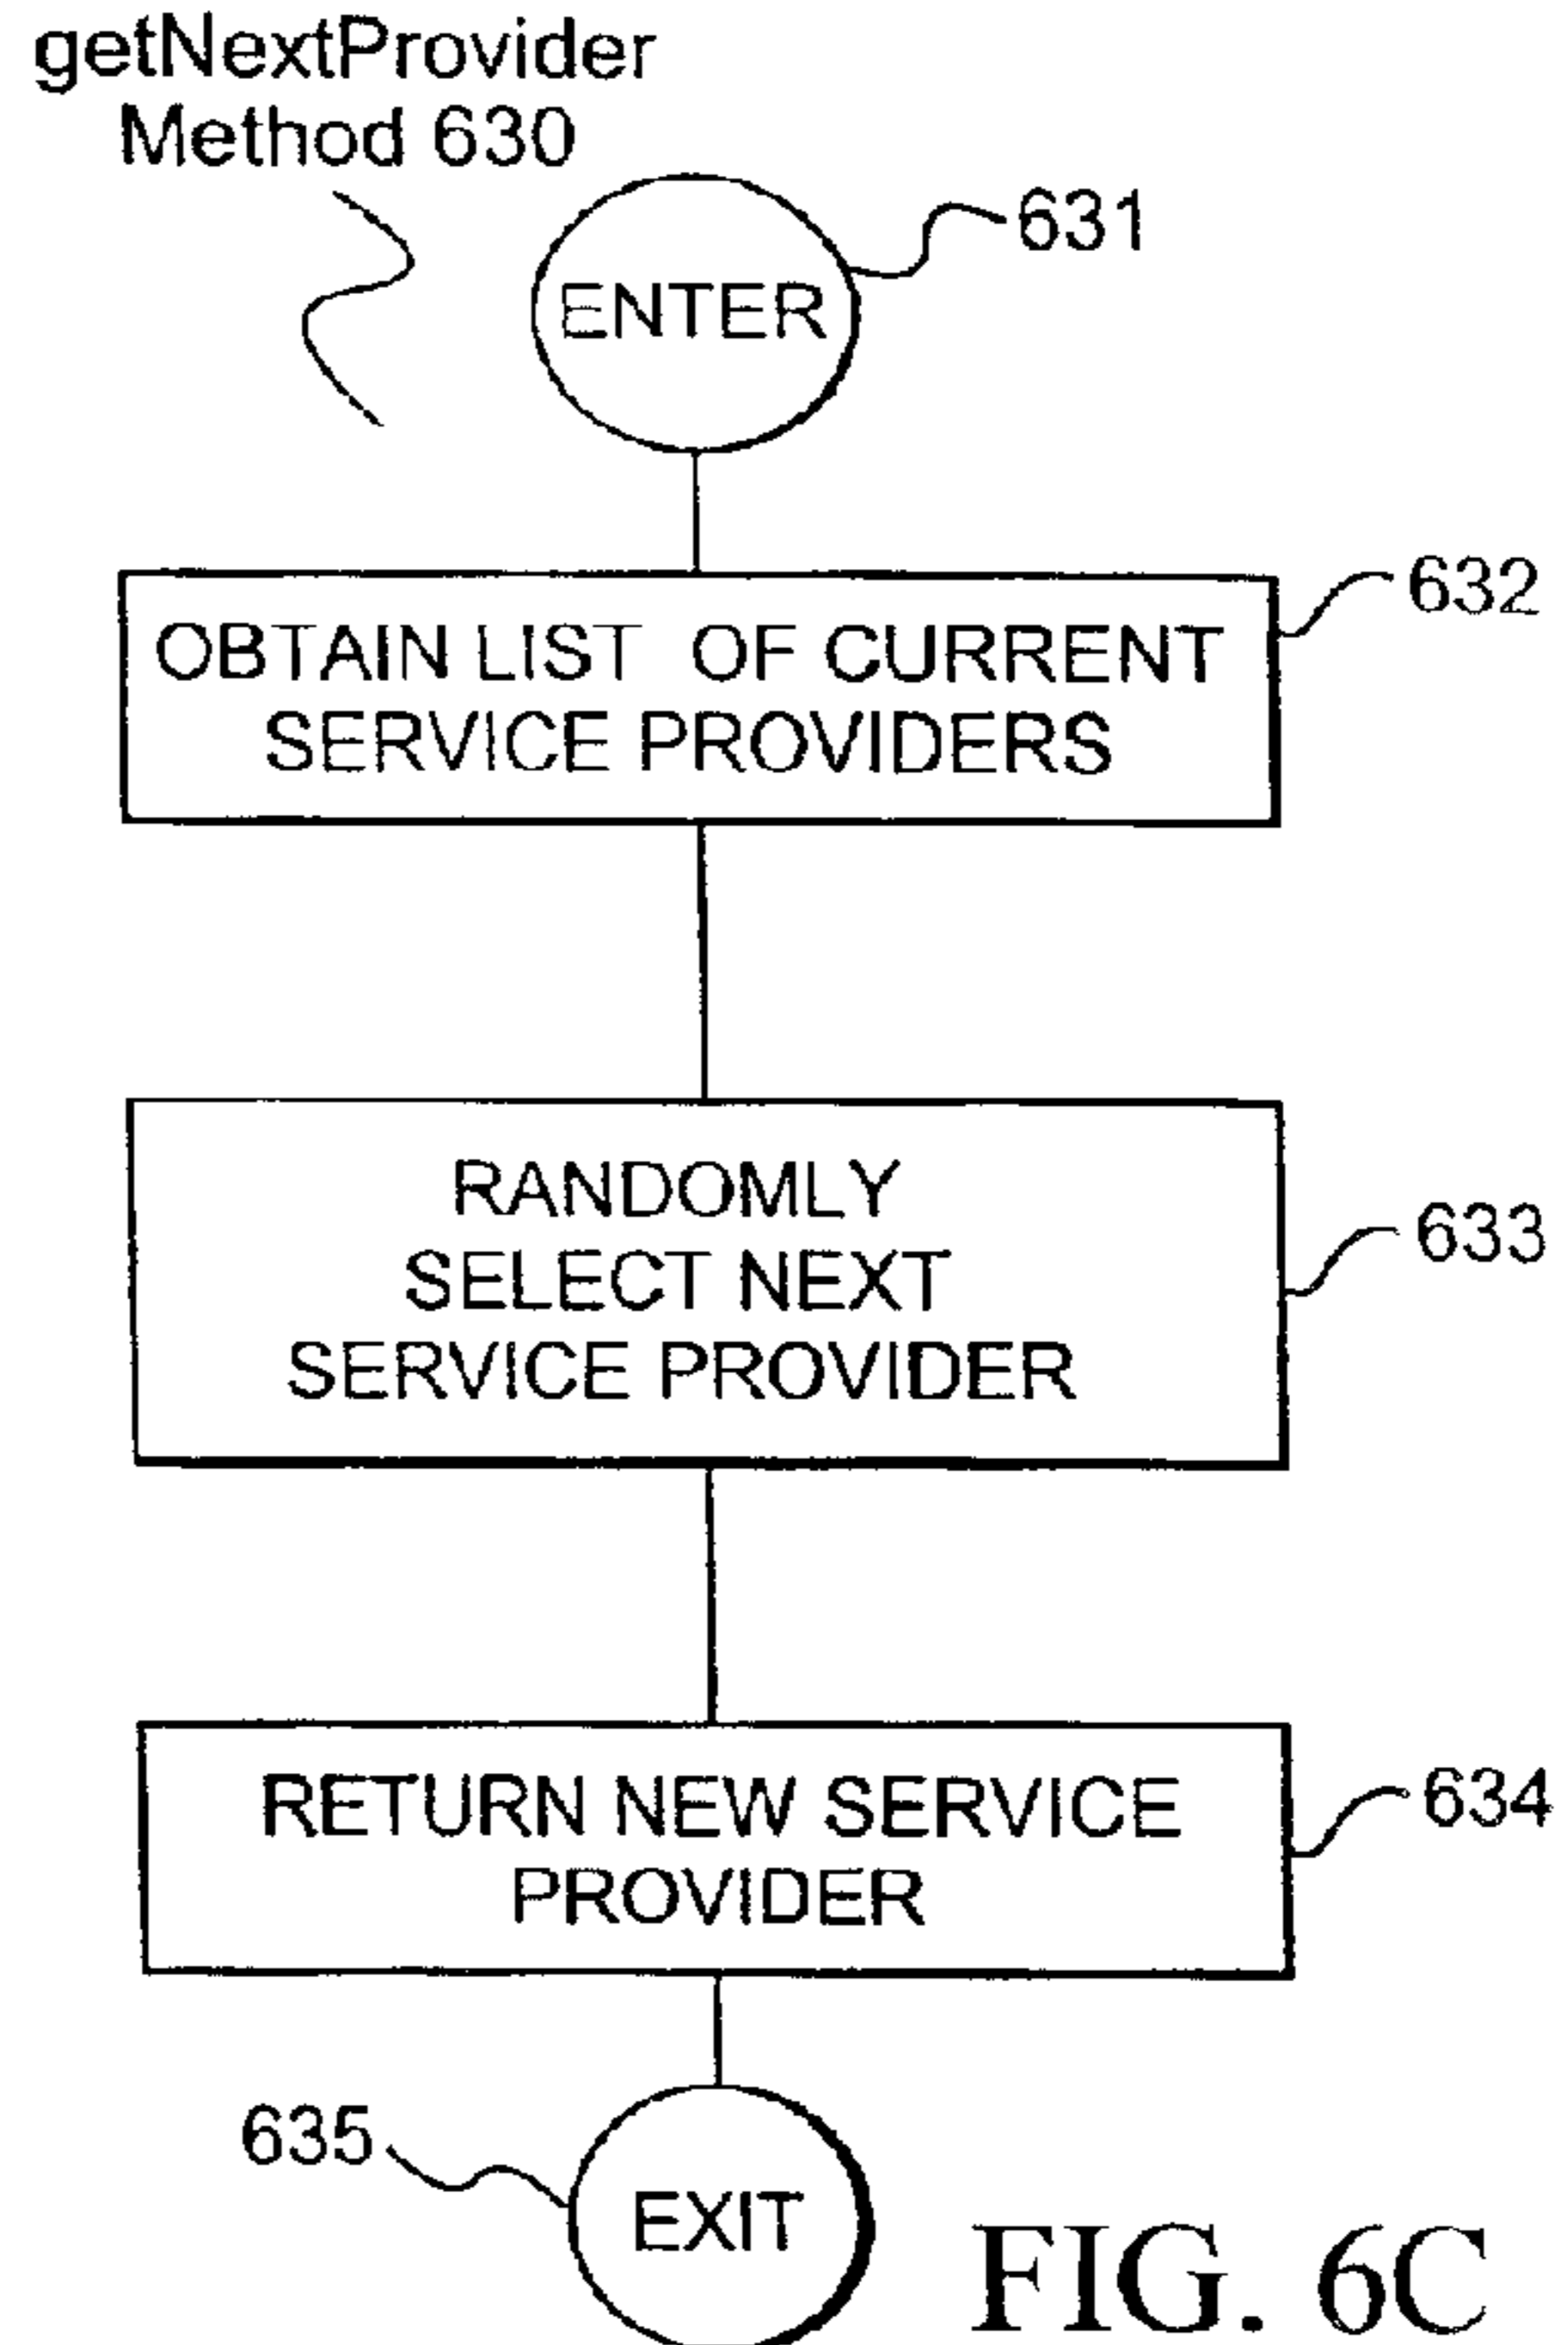 getNextProvider
Method 630
631
ENTER
632
OBTAIN LIST OF CURRENT
SERVICE PROVIDERS
RANDOMLY
SELECT NEXT
SERVICE PROVIDER
633
RETURN NEW SERVICE
PROVIDER
634
635
EXIT
FIG. 6C